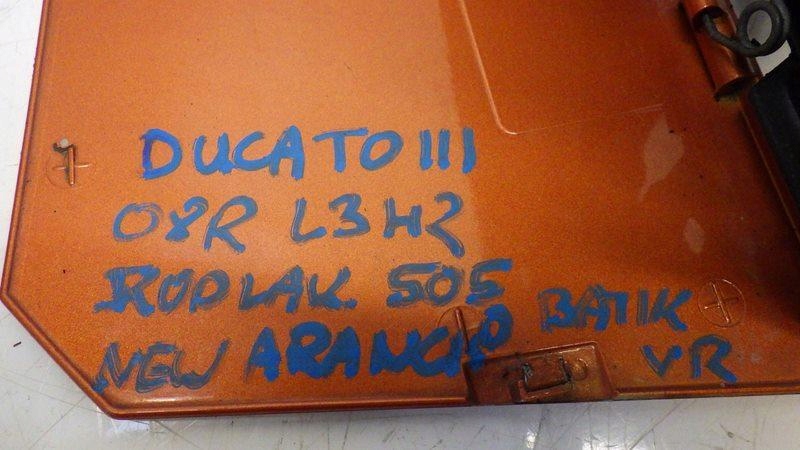 DUCATO III
08R L3H2
RODLAK 505
NEW ARANCIO BATIK
VR